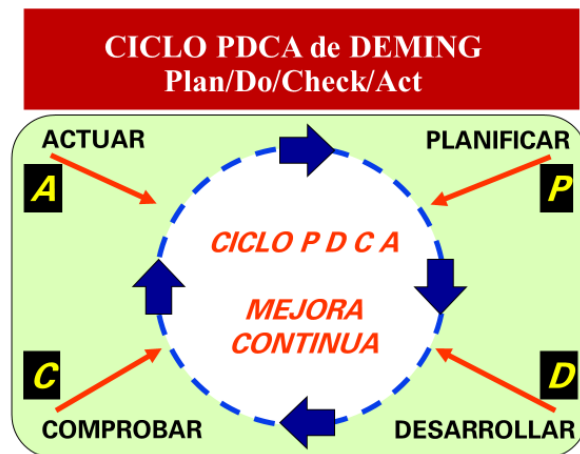 CICLO PDCA de DEMING
Plan/Do/Check/Act
ACTUAR
PLANIFICAR
A
P
CICLO P D C A
MEJORA
CONTINUA
C
D
COMPROBAR
DESARROLLAR